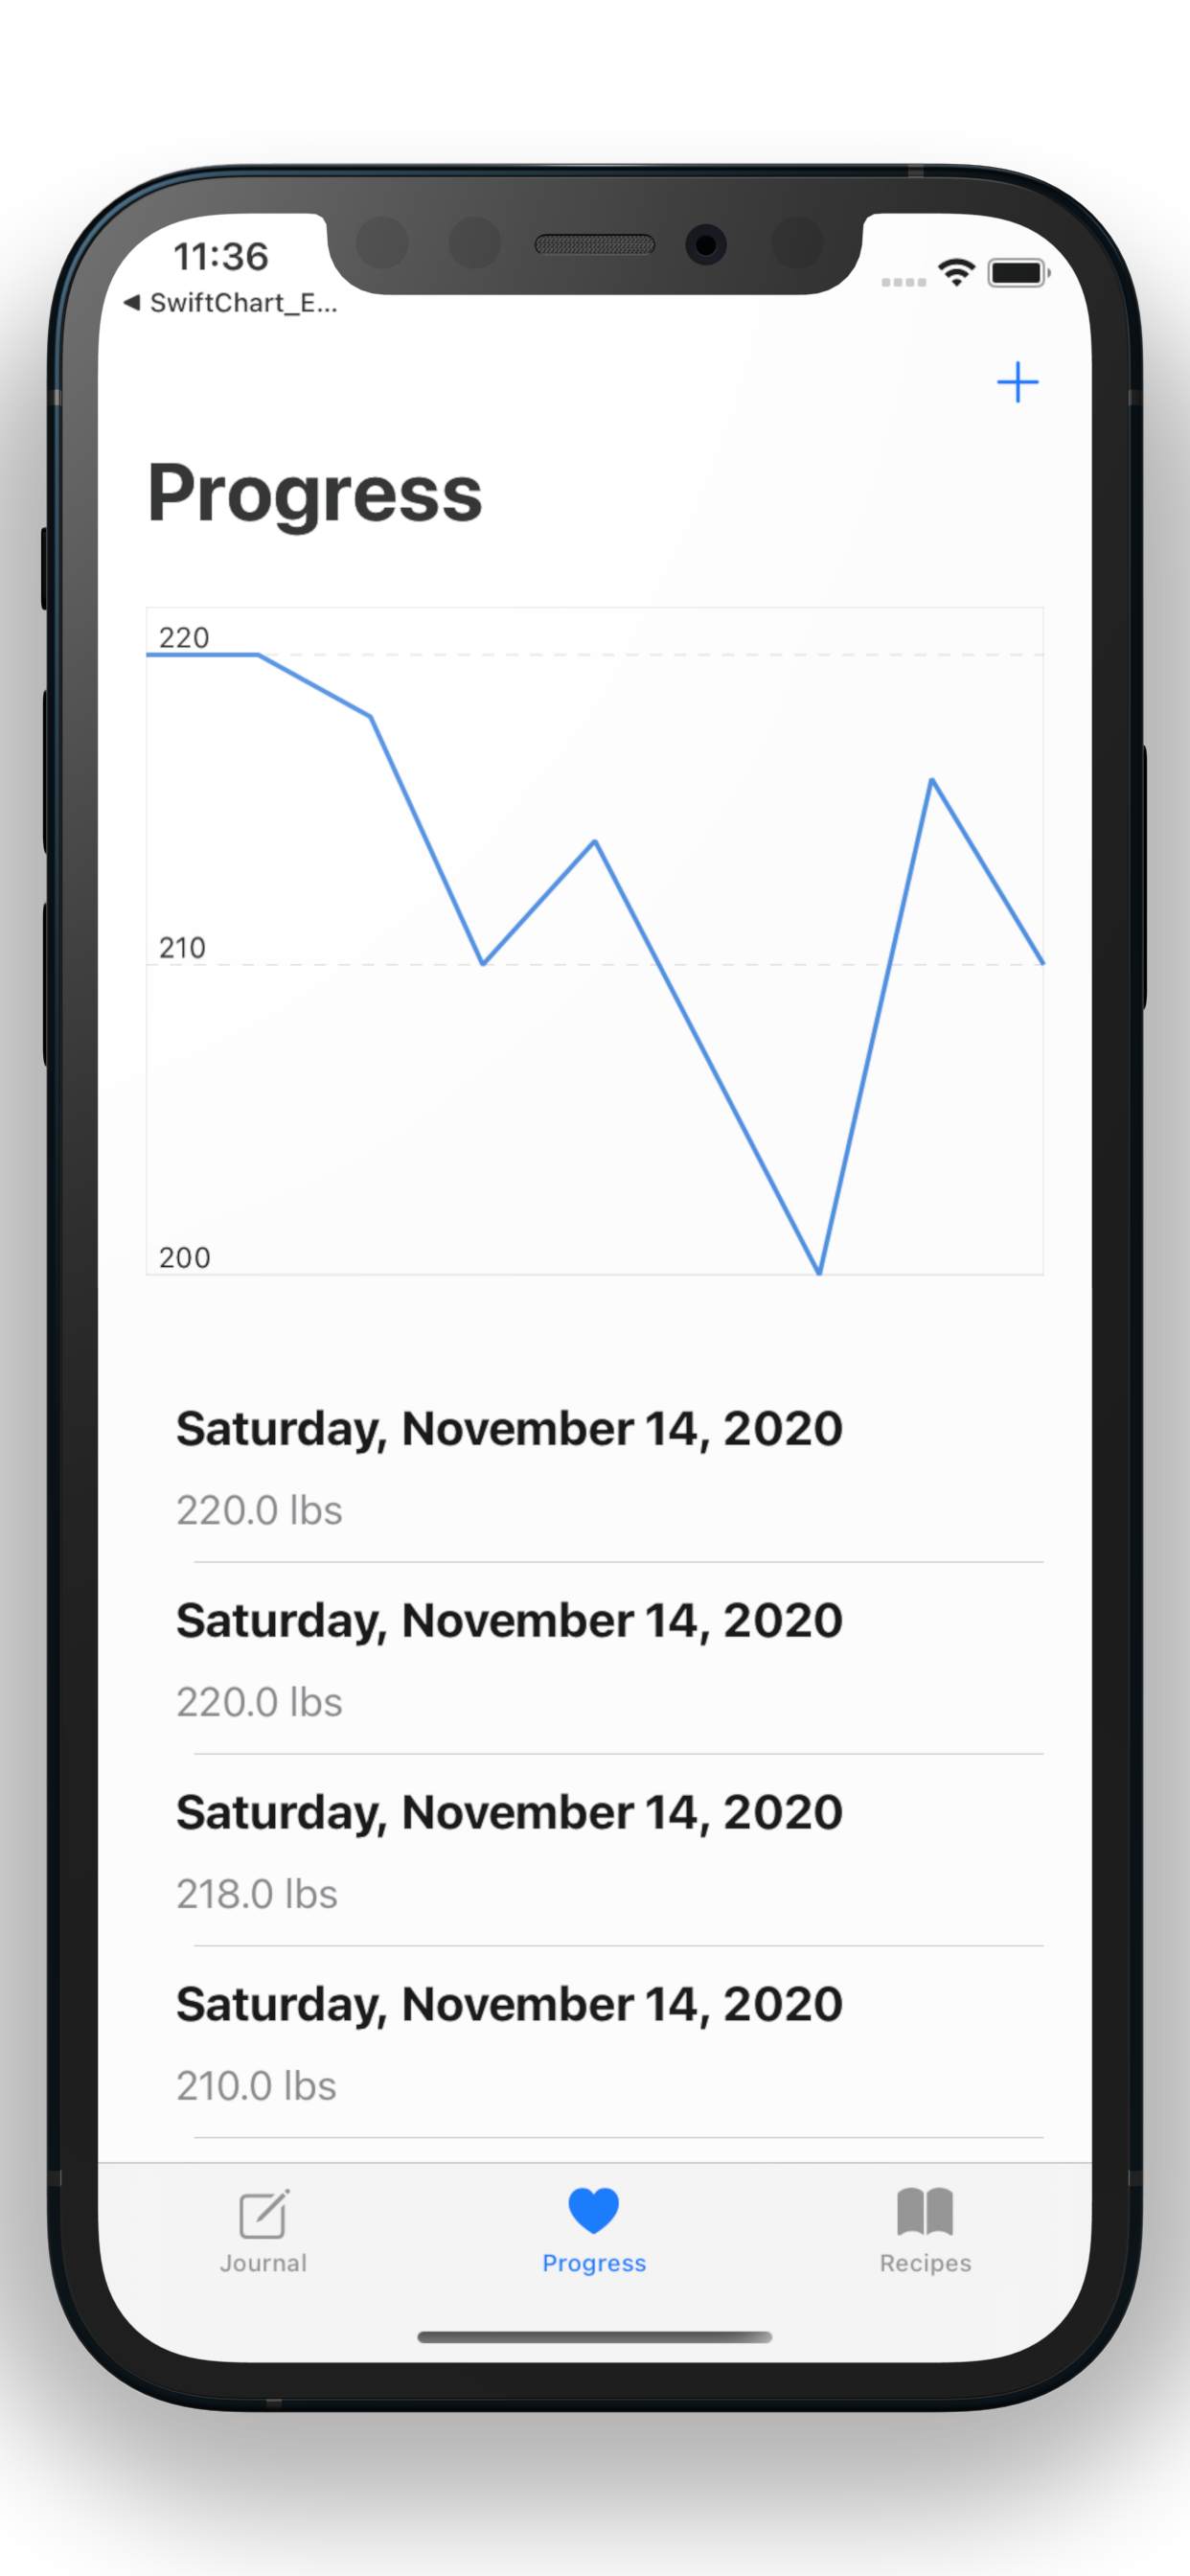 11:36
◀ SwiftChart_E...
Progress
220
210
200
Saturday, November 14, 2020
220.0 lbs
Saturday, November 14, 2020
220.0 lbs
Saturday, November 14, 2020
218.0 lbs
Saturday, November 14, 2020
210.0 lbs
Journal Progress Recipes